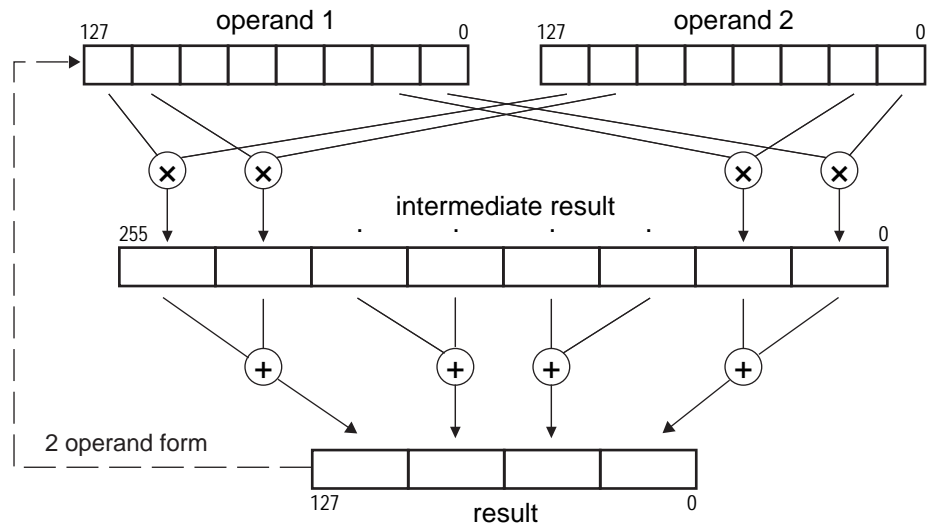 operand 1
operand 2
127
0
127
0
×
×
×
×
intermediate result
255
. . . .
0
+
+
+
+
2 operand form
127
0
result